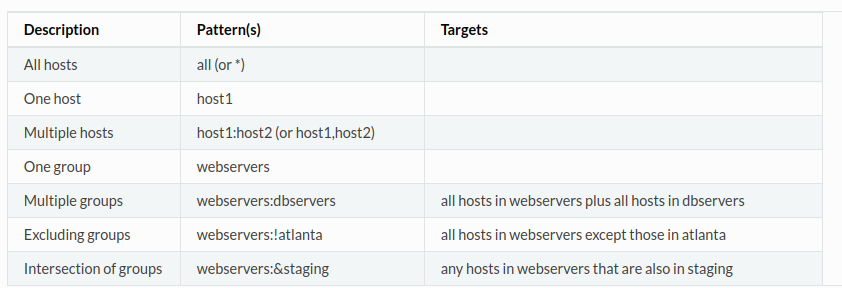 Description Pattern(s) Targets
All hosts all (or *)
One host host1
Multiple hosts host1:host2 (or host1,host2)
One group webservers
Multiple groups webservers:dbservers all hosts in webservers plus all hosts in dbservers
Excluding groups webservers:!atlanta all hosts in webservers except those in atlanta
Intersection of groups webservers:&staging any hosts in webservers that are also in staging